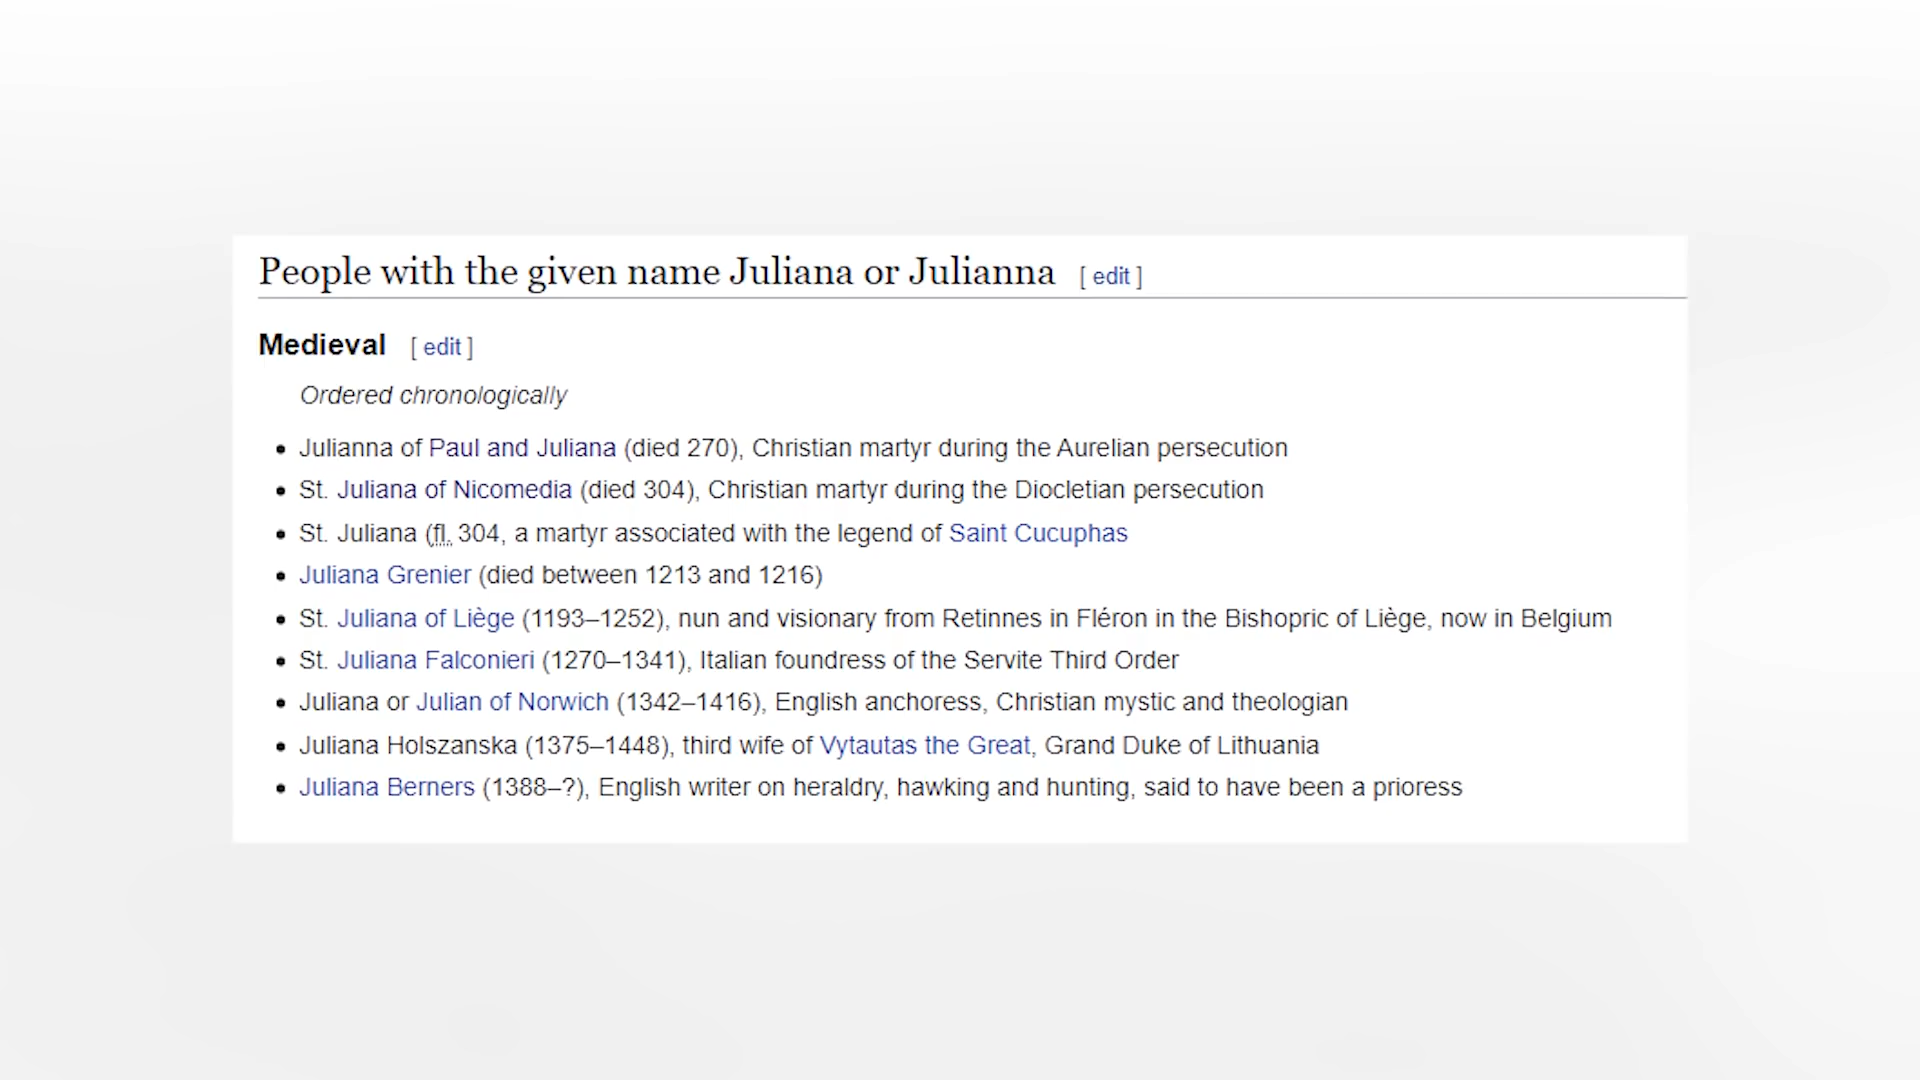 People with the given name Juliana or Julianna [ edit ]
Medieval [ edit ]
Ordered chronologically
• Julianna of Paul and Juliana (died 270), Christian martyr during the Aurelian persecution
• St. Juliana of Nicomedia (died 304), Christian martyr during the Diocletian persecution
• St. Juliana (fl. 304, a martyr associated with the legend of Saint Cucuphas
• Juliana Grenier (died between 1213 and 1216)
• St. Juliana of Liège (1193–1252), nun and visionary from Retinnes in Fléron in the Bishopric of Liège, now in Belgium
• St. Juliana Falconieri (1270–1341), Italian foundress of the Servite Third Order
• Juliana or Julian of Norwich (1342–1416), English anchoress, Christian mystic and theologian
• Juliana Holszanska (1375–1448), third wife of Vytautas the Great, Grand Duke of Lithuania
• Juliana Berners (1388–?), English writer on heraldry, hawking and hunting, said to have been a prioress